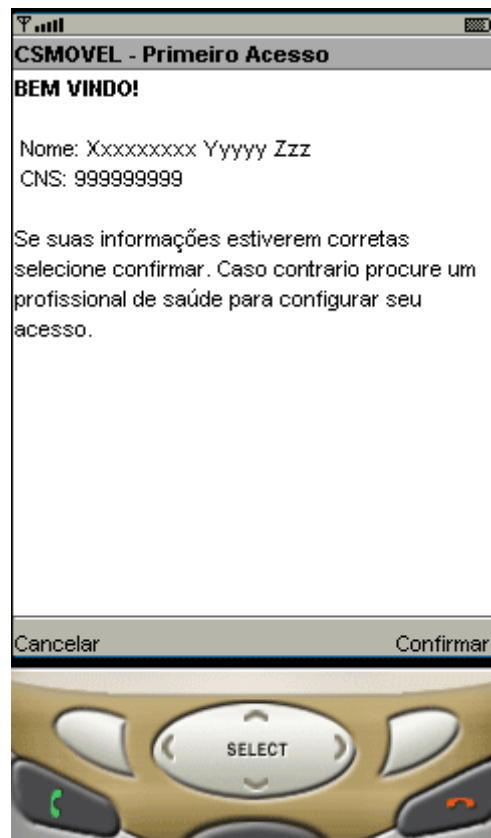 CSMOVEL - Primeiro Acesso
BEM VINDO!
Nome: Xxxxxxxxx Yyyyy Zzz
CNS: 999999999
Se suas informações estiverem corretas
selecione confirmar. Caso contrario procure um
profissional de saúde para configurar seu
acesso.
Cancelar Confirmar
SELECT